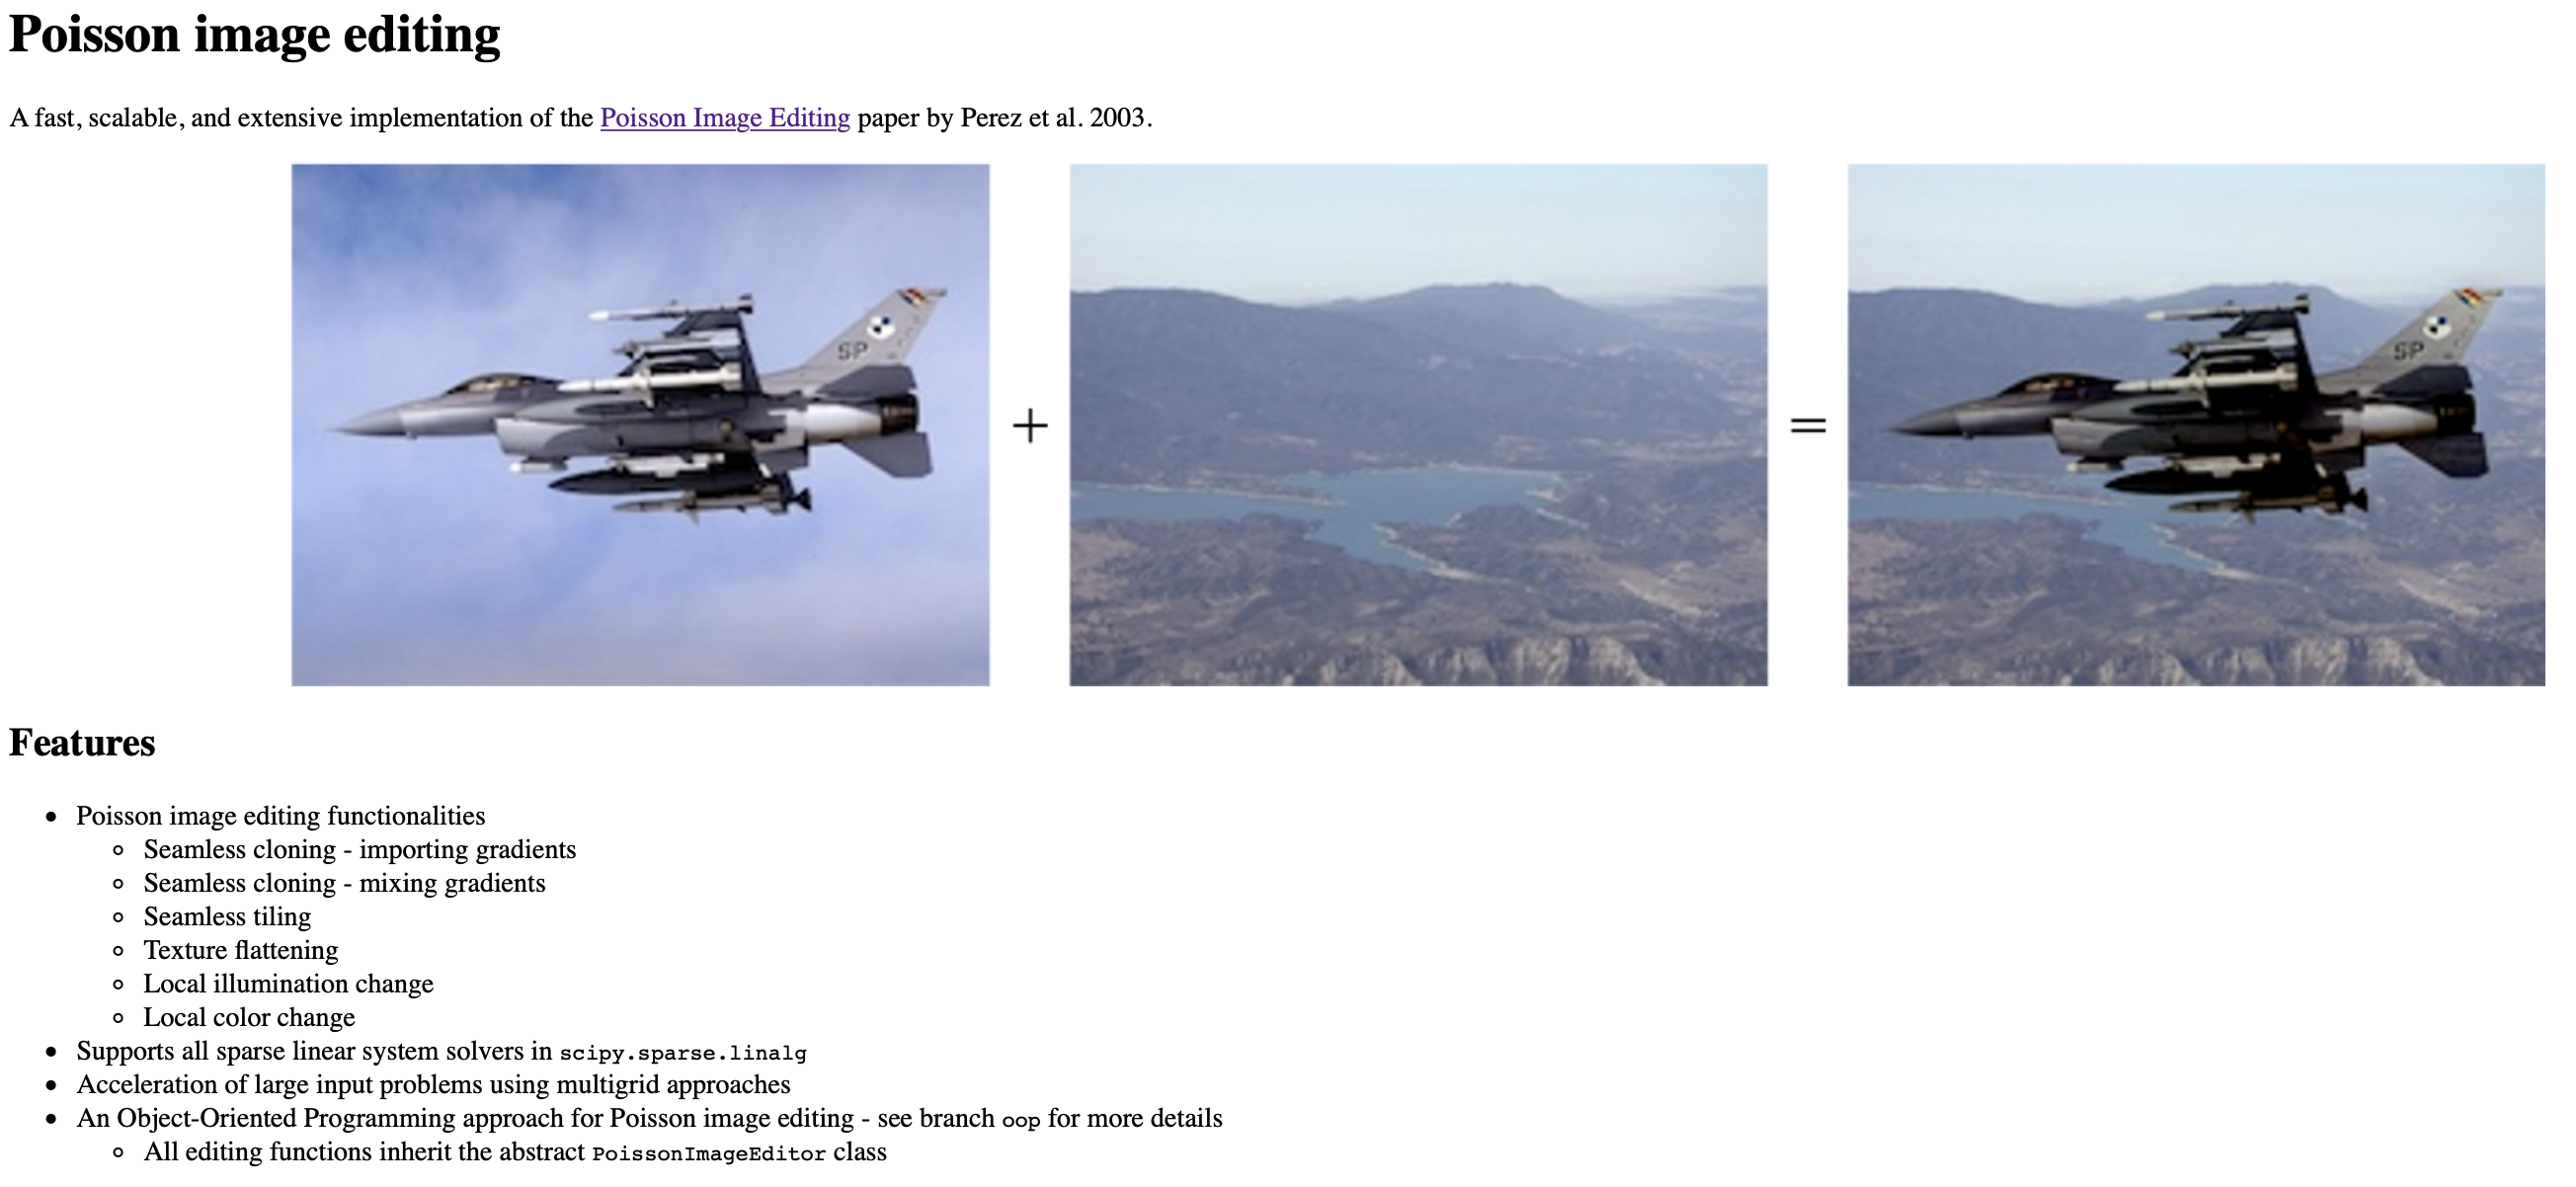 Poisson image editing
A fast, scalable, and extensive implementation of the Poisson Image Editing paper by Perez et al. 2003.
SP
+
=
SP
Features
• Poisson image editing functionalities
◦ Seamless cloning - importing gradients
◦ Seamless cloning - mixing gradients
◦ Seamless tiling
◦ Texture flattening
◦ Local illumination change
◦ Local color change
• Supports all sparse linear system solvers in scipy.sparse.linalg
• Acceleration of large input problems using multigrid approaches
• An Object-Oriented Programming approach for Poisson image editing - see branch oop for more details
◦ All editing functions inherit the abstract PoissonImageEditor class